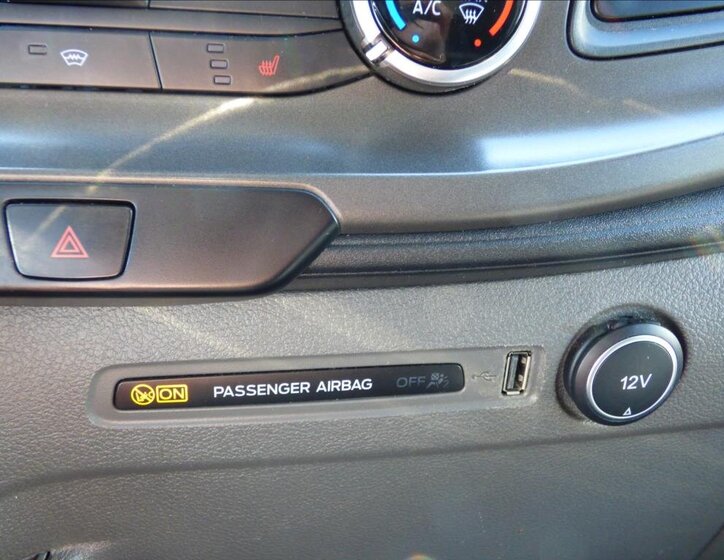 A/C
ON PASSENGER AIRBAG OFF
12V